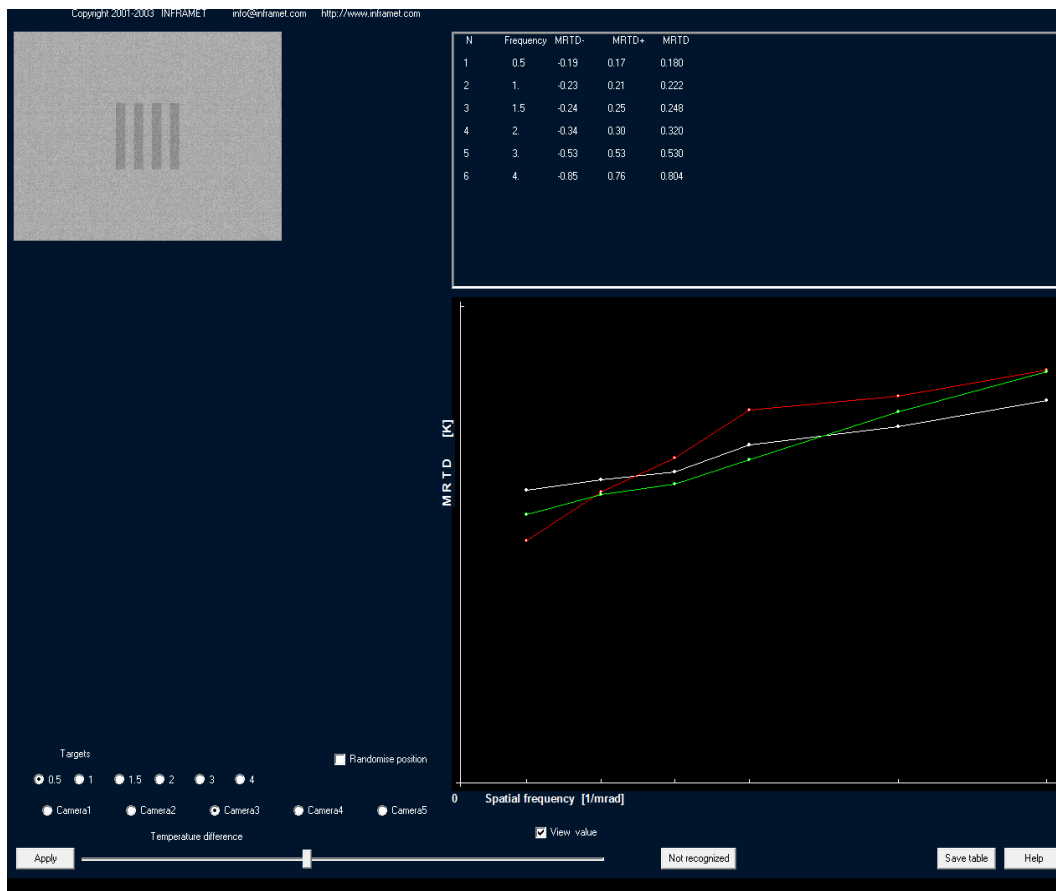 Copyright 2001-2003 INFRAMET info@inframet.com http://www.inframet.com
N Frequency MRTD- MRTD+ MRTD
1 0.5 -0.19 0.17 0.180
2 1. -0.23 0.21 0.222
3 1.5 -0.24 0.25 0.248
4 2. -0.34 0.30 0.320
5 3. -0.53 0.53 0.530
6 4. -0.85 0.76 0.804
MRTD [K]
0 Spatial frequency [1/mrad]
Targets
Randomise position
0.5 1 1.5 2 3 4
Camera1 Camera2 Camera3 Camera4 Camera5
Temperature difference
View value
Apply
Not recognized
Save table
Help